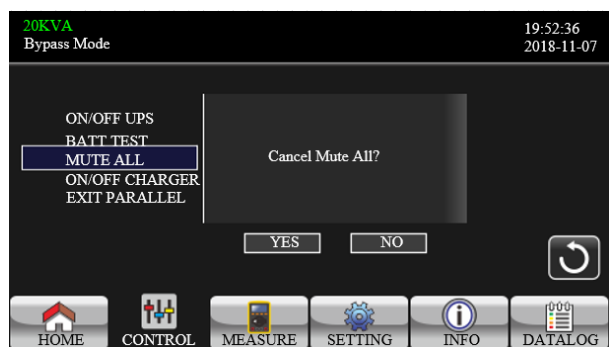 20KVA
19:52:36
Bypass Mode
2018-11-07
ON/OFF UPS
BATT TEST
MUTE ALL
ON/OFF CHARGER
EXIT PARALLEL
Cancel Mute All?
YES
NO
HOME
CONTROL
MEASURE
SETTING
INFO
DATALOG